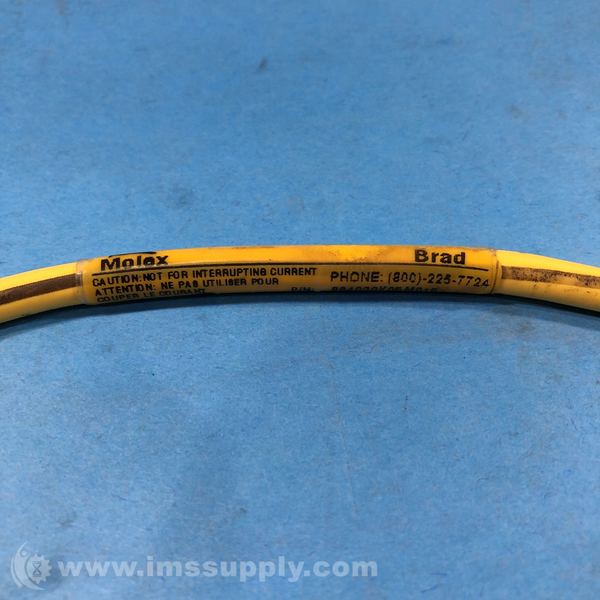 Molex Brad
CAUTION: NOT FOR INTERRUPTING CURRENT PHONE: (800)-225-7724
ATTENTION: NE PAS UTILISER POUR P/N:
COUPER LE COURANT
www.imssupply.com